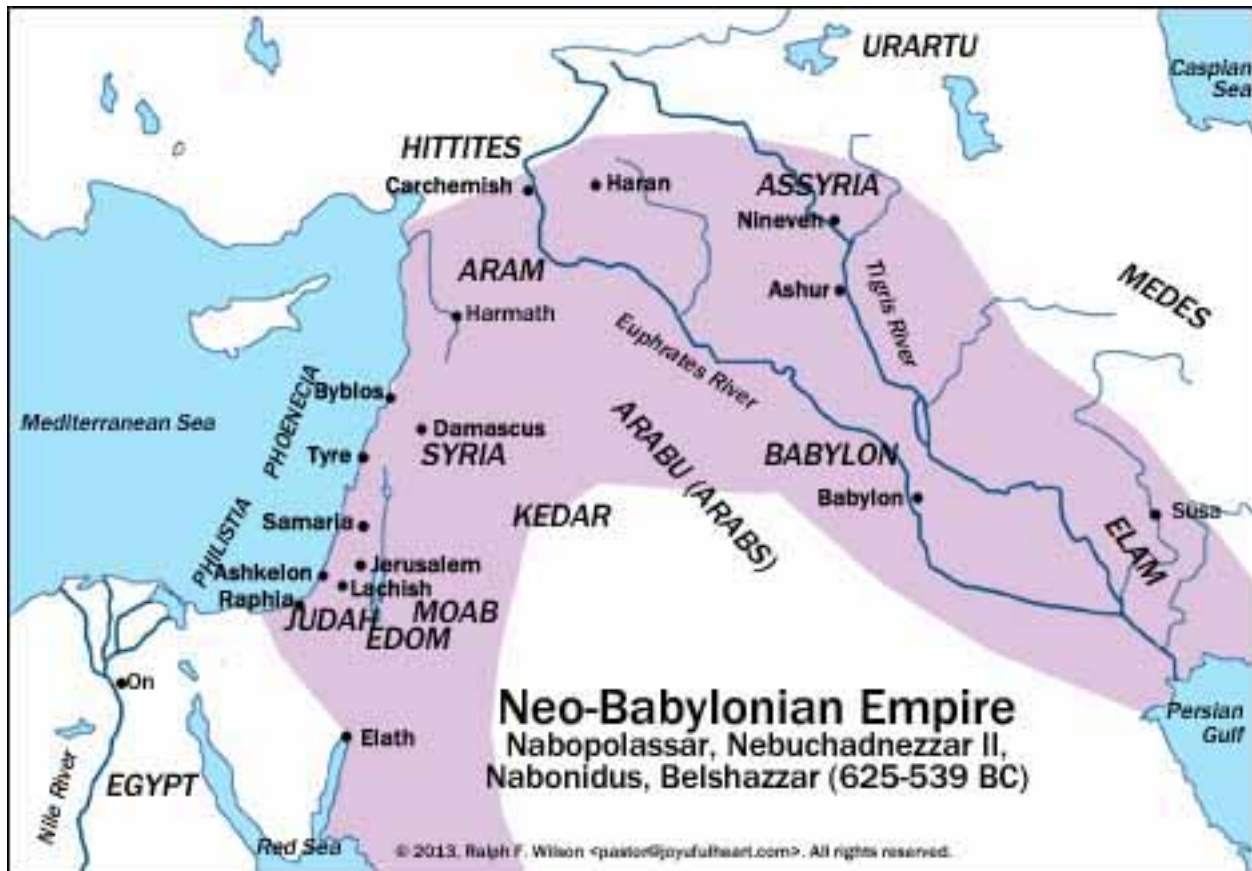 URARTU
Caspian
Sea
HITTITES
Carchemish
Haran
ASSYRIA
Nineveh
ARAM
Ashur
Tigris River
MEDES
Harmath
Euphrates River
Byblos
PHOENECIA
Mediterranean Sea
Damascus
SYRIA
Tyre
ARABU (ARABS)
BABYLON
Babylon
KEDAR
Susa
ELAM
Samaria
PHILISTIA
Jerusalem
Ashkelon
Lachish
Raphia
JUDAH
MOAB
EDOM
On
Elath
Neo-Babylonian Empire
Nabopolassar, Nebuchadnezzar II,
Nabonidus, Belshazzar (625-539 BC)
Persian
Gulf
EGYPT
Nile River
Red Sea
© 2013, Ralph F. Wilson <pastor@joyfulheart.com>. All rights reserved.